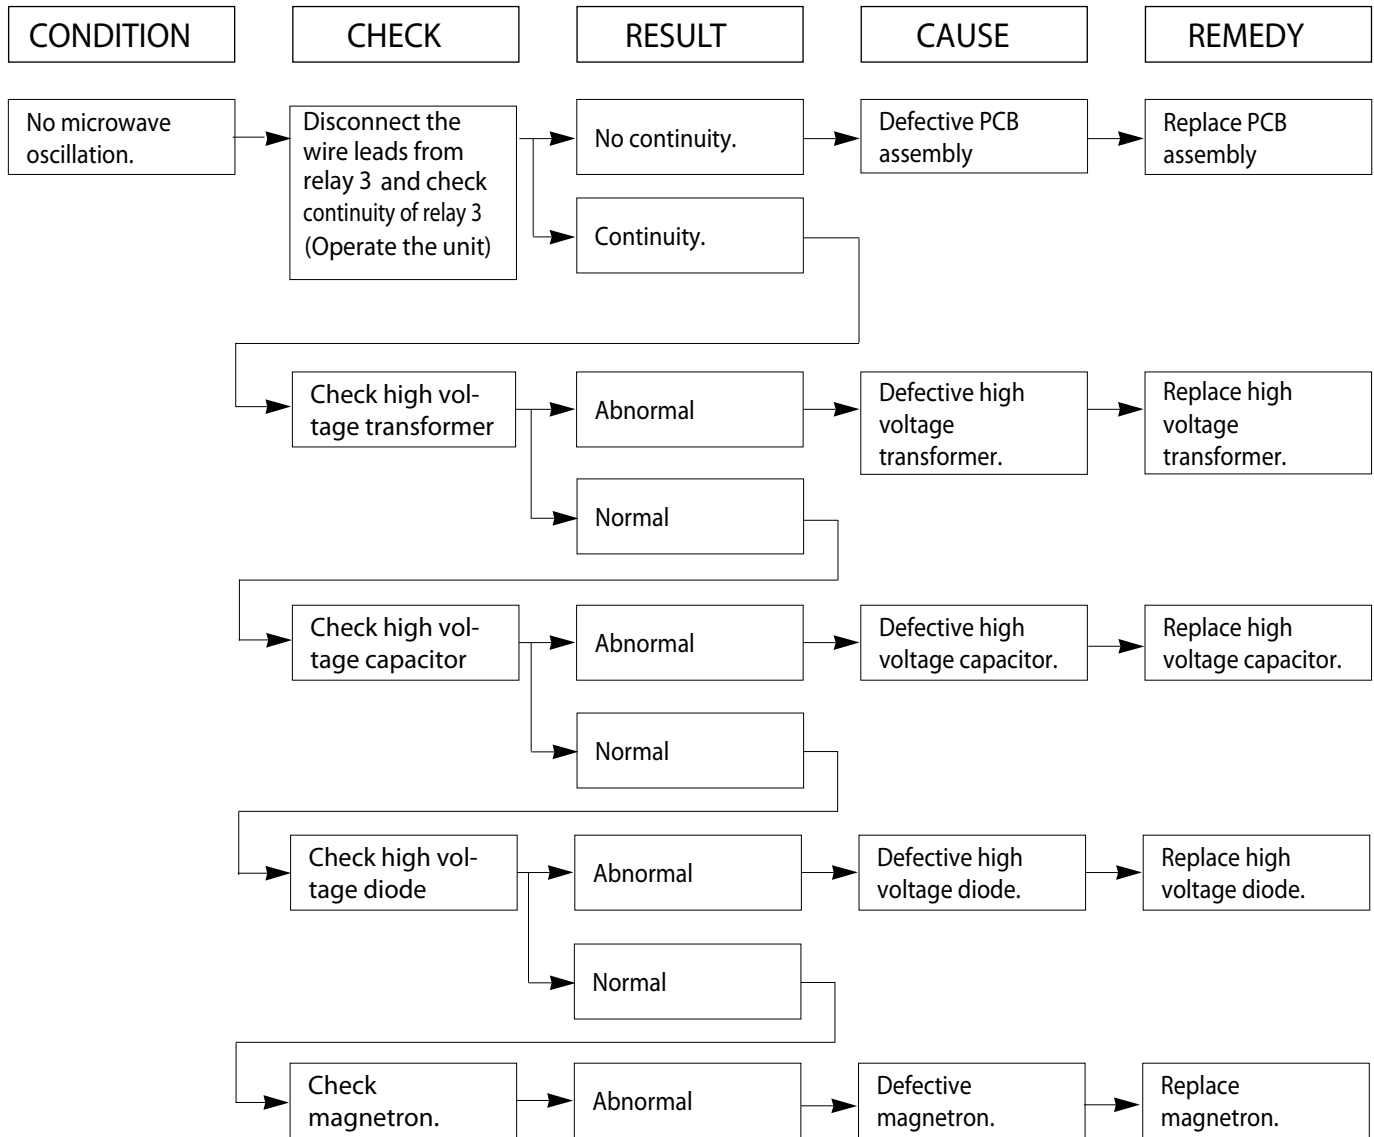 CONDITION
CHECK
RESULT
CAUSE
REMEDY
No microwave
oscillation.
Disconnect the
wire leads from
relay 3 and check
continuity of relay 3
(Operate the unit)
No continuity.
Defective PCB
assembly
Replace PCB
assembly
Continuity.
Check high vol-
tage transformer
Abnormal
Defective high
voltage
transformer.
Replace high
voltage
transformer.
Normal
Check high vol-
tage capacitor
Abnormal
Defective high
voltage capacitor.
Replace high
voltage capacitor.
Normal
Check high vol-
tage diode
Abnormal
Defective high
voltage diode.
Replace high
voltage diode.
Normal
Check
magnetron.
Abnormal
Defective
magnetron.
Replace
magnetron.